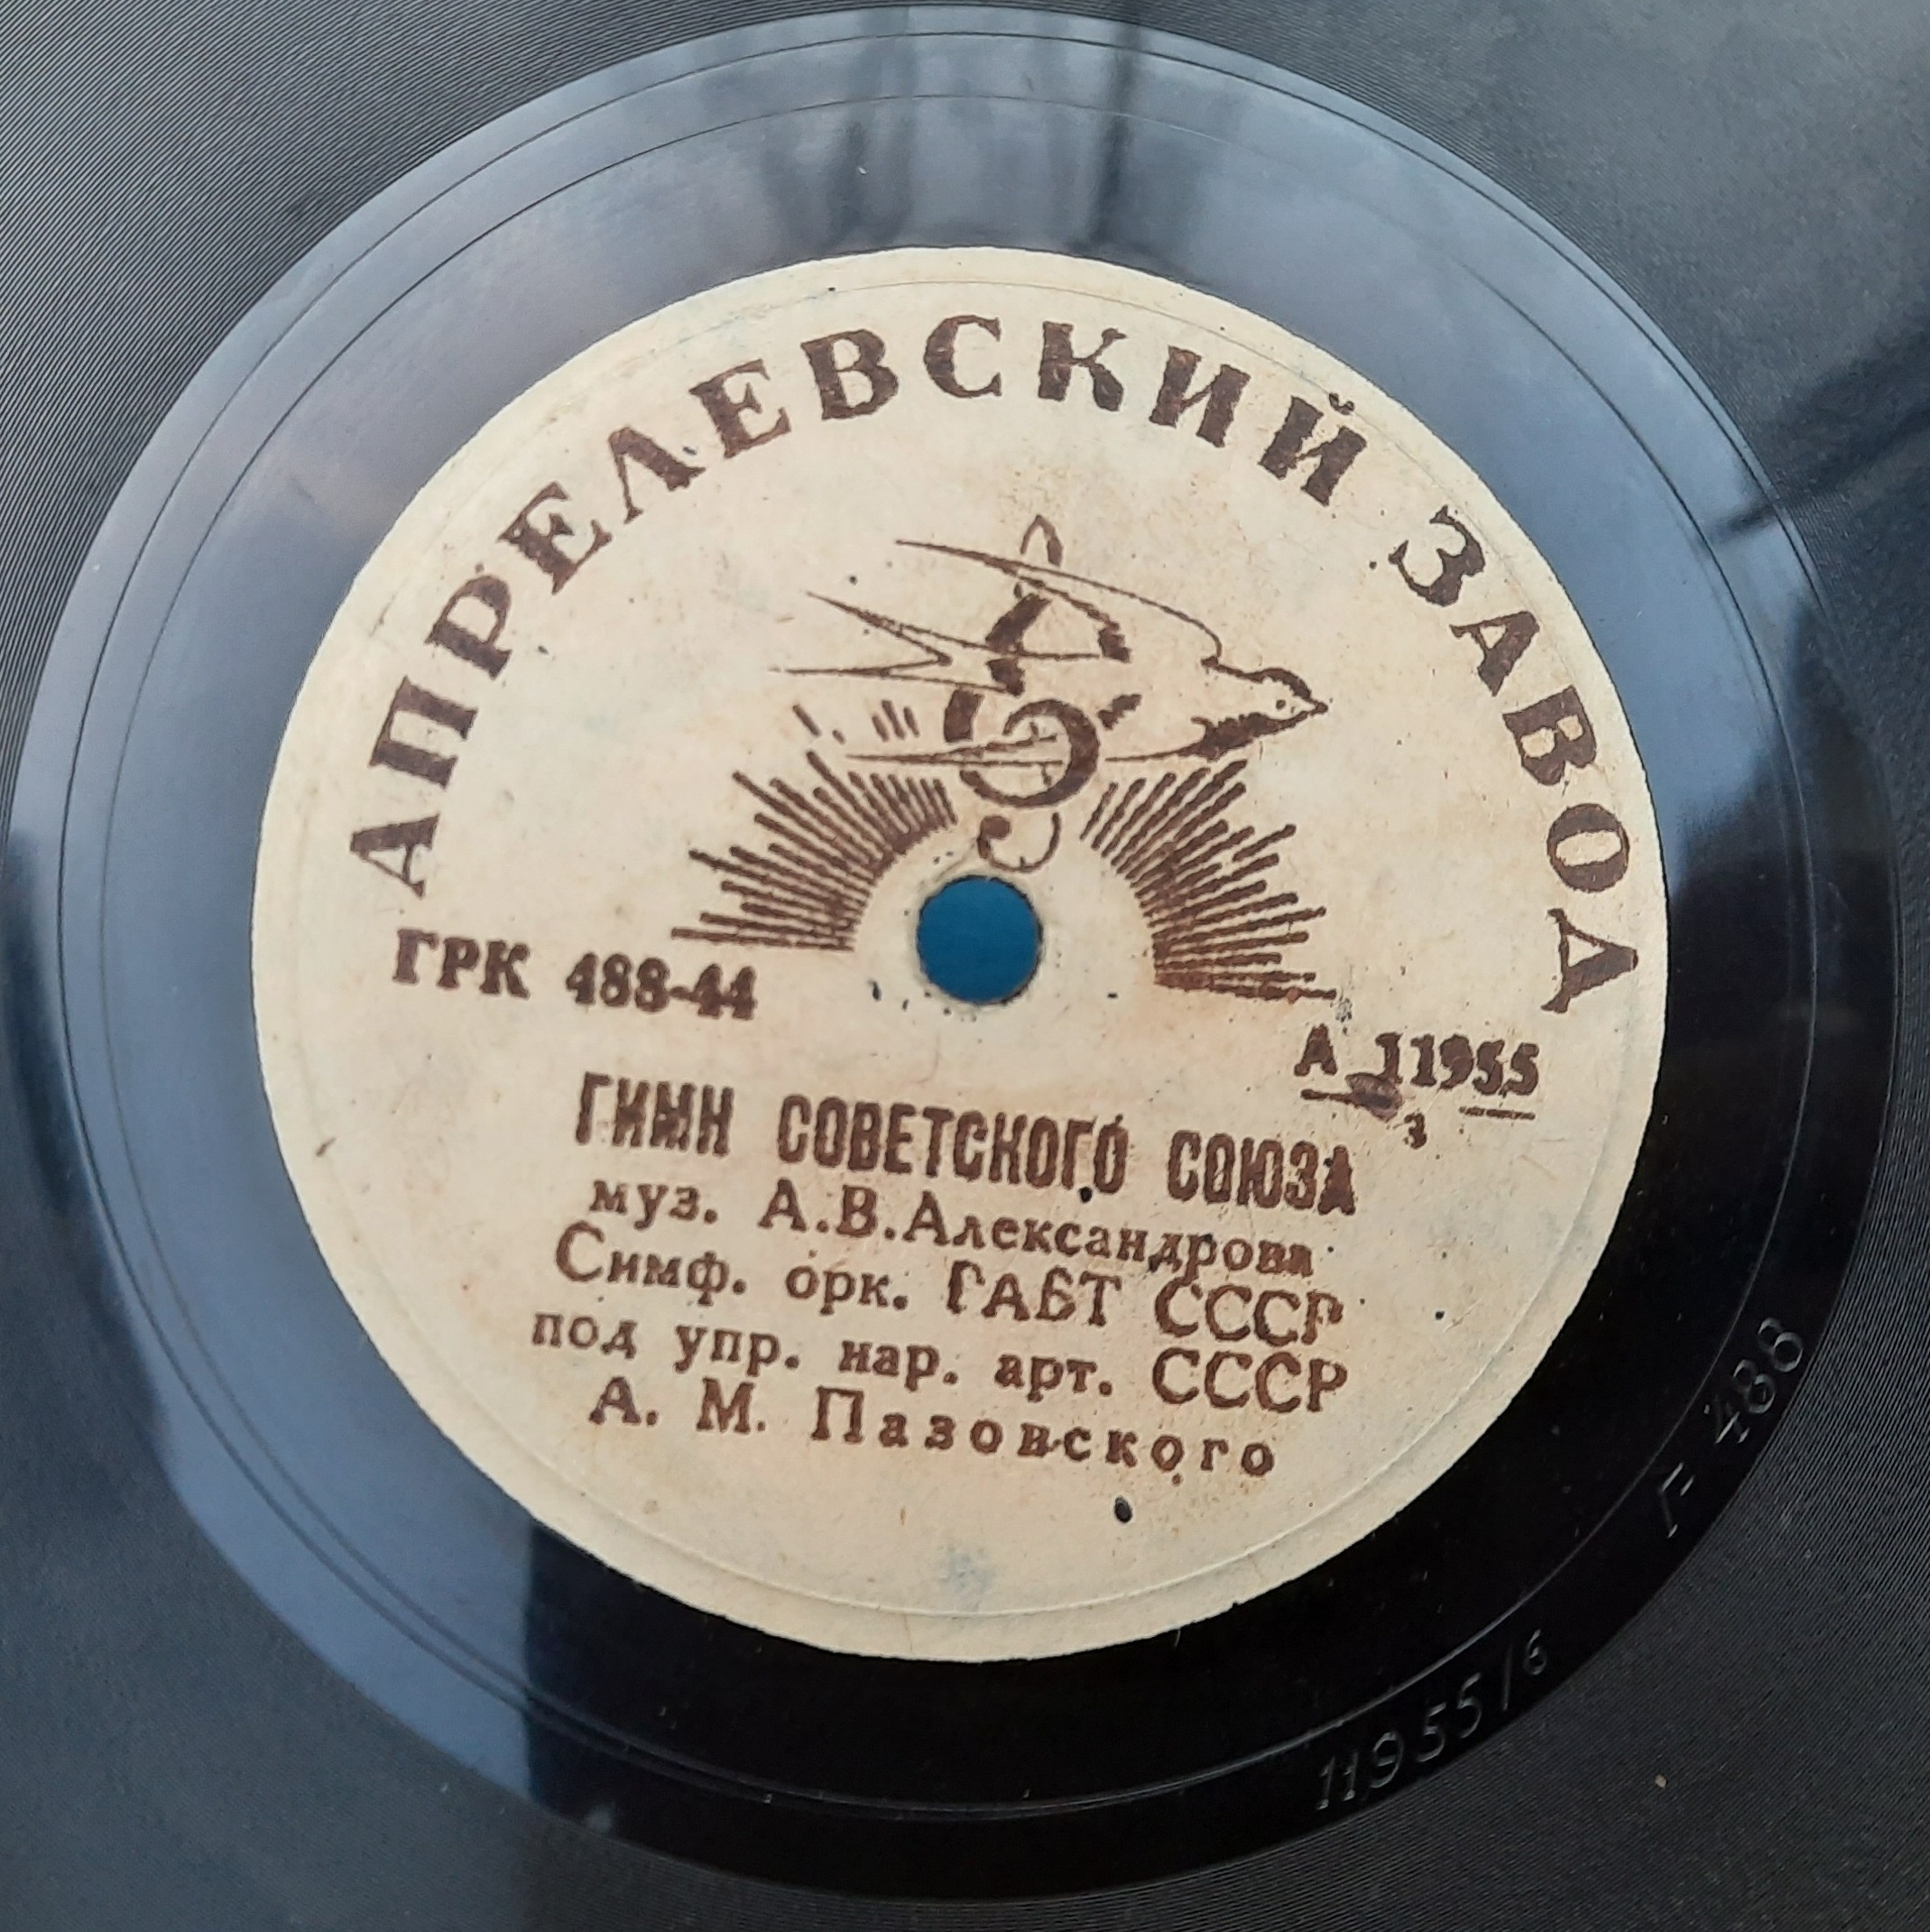 АПРЕЛЕВСКИЙ ЗАВОД
ГРК 488-44
А 11955
3
ГИМН СОВЕТСКОГО СОЮЗА
муз. А.В.Александрова
Симф. орк. ГАБТ СССР
под упр. нар. арт. СССР
А. М. Пазовского
Г-488
11955/6